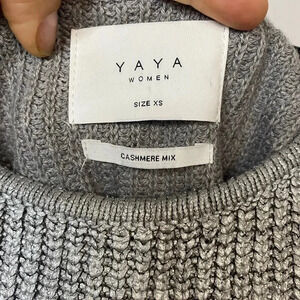 YAYA
WOMEN
SIZE XS
CASHMERE MIX